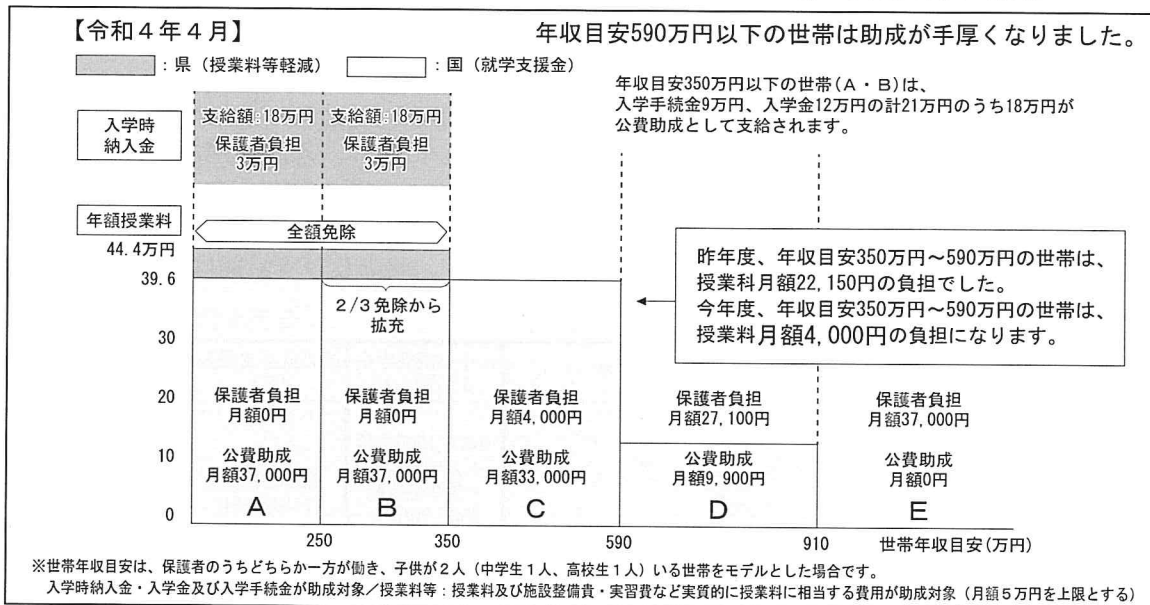 【令和4年4月】
年収目安590万円以下の世帯は助成が手厚くなりました。
:県(授業料等軽減)
:国(就学支援金)
年収目安350万円以下の世帯(A・B)は、
入学手続金9万円、入学金12万円の計21万円のうち18万円が
公費助成として支給されます。
入学時
納入金
支給額:18万円
保護者負担
3万円
支給額:18万円
保護者負担
3万円
年額授業料
全額免除
44.4万円
39.6
30
20
10
0
2/3免除から
拡充
昨年度、年収目安350万円~590万円の世帯は、
授業科月額22,150円の負担でした。
今年度、年収目安350万円~590万円の世帯は、
授業料月額4,000円の負担になります。
保護者負担
月額0円
公費助成
月額37,000円
A
保護者負担
月額0円
公費助成
月額37,000円
B
保護者負担
月額4,000円
公費助成
月額33,000円
C
保護者負担
月額27,100円
公費助成
月額9,900円
D
保護者負担
月額37,000円
公費助成
月額0円
E
250
350
590
910
世帯年収目安(万円)
※世帯年収目安は、保護者のうちどちらか一方が働き、子供が2人(中学生1人、高校生1人)いる世帯をモデルとした場合です。
入学時納入金・入学金及び入学手続金が助成対象/授業料等:授業料及び施設整備貴・実習費など実質的に授業料に相当する費用が助成対象(月額5万円を上限とする)